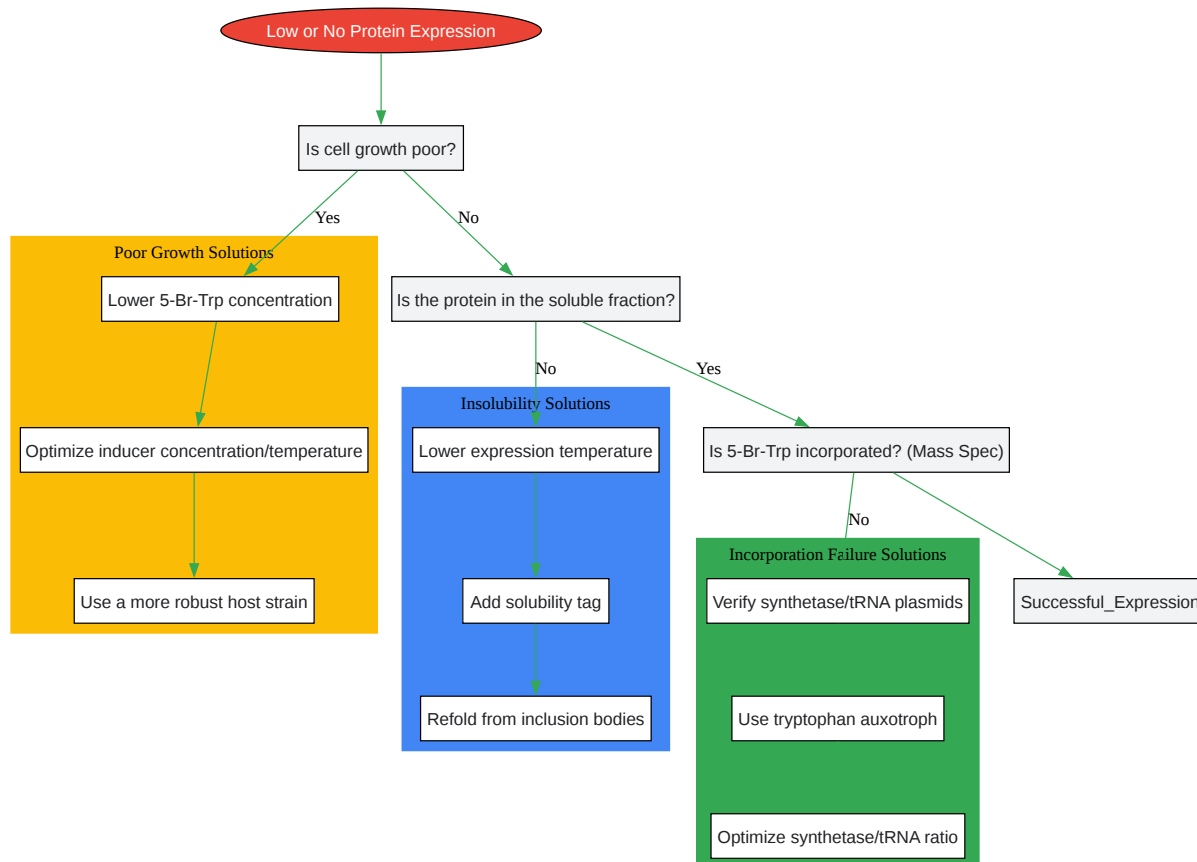 Low or No Protein Expression
Is cell growth poor?
Yes
No
Poor Growth Solutions
Lower 5-Br-Trp concentration
Is the protein in the soluble fraction?
No
Yes
Insolubility Solutions
Optimize inducer concentration/temperature
Lower expression temperature
Is 5-Br-Trp incorporated? (Mass Spec)
No
Incorporation Failure Solutions
Use a more robust host strain
Add solubility tag
Verify synthetase/tRNA plasmids
Successful_Expression
Refold from inclusion bodies
Use tryptophan auxotroph
Optimize synthetase/tRNA ratio